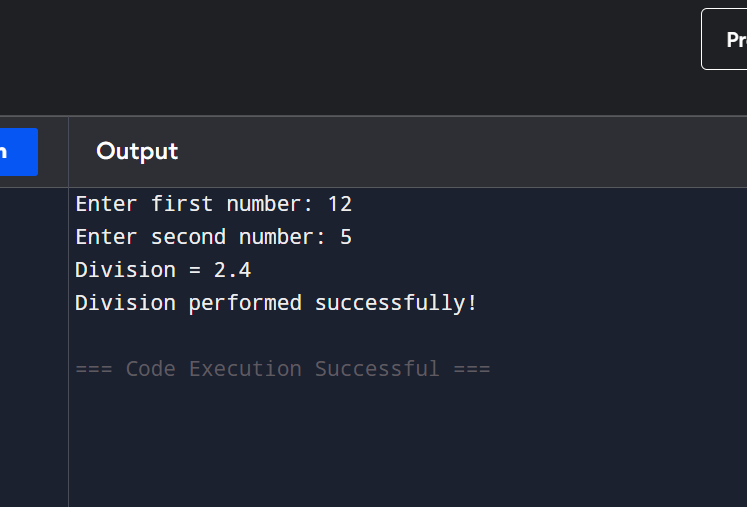 Output
Enter first number: 12
Enter second number: 5
Division = 2.4
Division performed successfully!
=== Code Execution Successful ===